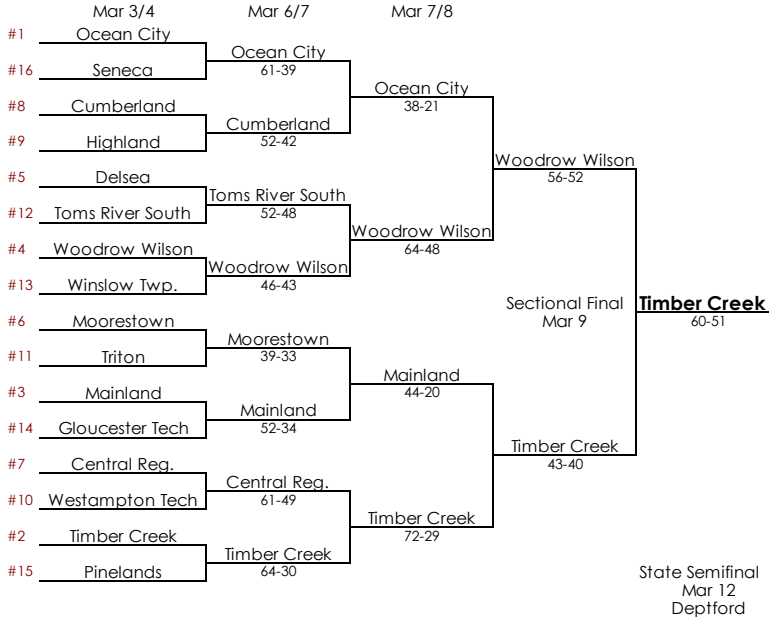 Mar 3/4 Mar 6/7 Mar 7/8
#1 Ocean City
Ocean City
#16 Seneca
61-39
Ocean City
#8 Cumberland
38-21
Cumberland
#9 Highland
52-42
Woodrow Wilson
#5 Delsea
56-52
Toms River South
#12 Toms River South
52-48
Woodrow Wilson
#4 Woodrow Wilson
64-48
Woodrow Wilson
#13 Winslow Twp.
46-43
Sectional Final
Mar 9
Timber Creek
60-51
#6 Moorestown
Moorestown
#11 Triton
39-33
Mainland
#3 Mainland
44-20
Mainland
#14 Gloucester Tech
52-34
Timber Creek
#7 Central Reg.
43-40
Central Reg.
#10 Westampton Tech
61-49
Timber Creek
#2 Timber Creek
72-29
Timber Creek
#15 Pinelands
64-30
State Semifinal
Mar 12
Deptford